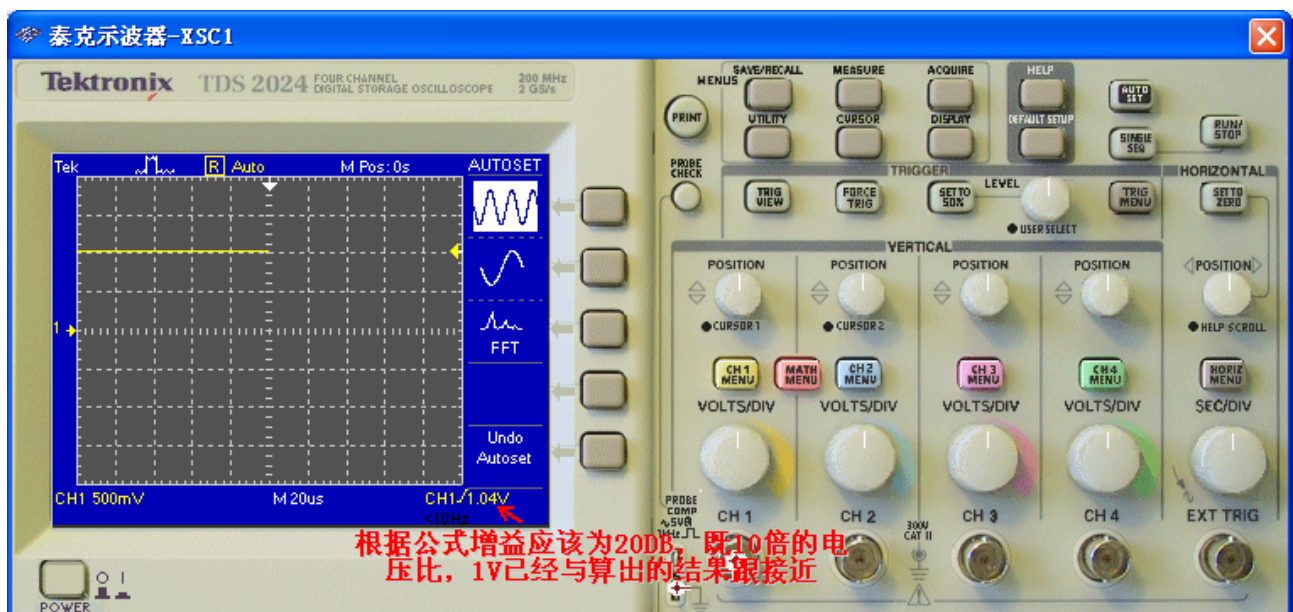 泰克示波器-XSC1
Tektronix TDS 2024 FOUR CHANNEL DIGITAL STORAGE OSCILLOSCOPE 200 MHz 2 GS/s
MENUS
SAVE/RECALL MEASURE ACQUIRE HELP
AUTO SET
PRINT
UTILITY CURSOR DISPLAY DEFAULT SETUP
SINGLE SEQ
RUN/ STOP
PROBE CHECK
TRIGGER
HORIZONTAL
TRIG VIEW
FORCE TRIG
SET TO 50%
LEVEL
TRIG MENU
SET TO ZERO
USER SELECT
VERTICAL
POSITION POSITION POSITION POSITION POSITION
CURSOR 1 CURSOR 2 HELP SCROLL
CH 1 MENU
MATH MENU
CH 2 MENU
CH 3 MENU
CH 4 MENU
HORIZ MENU
VOLTS/DIV VOLTS/DIV VOLTS/DIV VOLTS/DIV SEC/DIV
PROBE COMP
~5V@
CH 1 CH 2 CH 3 CH 4 EXT TRIG
300V CAT II
Tek R Auto M Pos: 0s AUTOSET
1
FFT
Undo
Autoset
CH1 500mV M 20us CH1/1.04V
<10Hz
根据公式增益应该为20DB，既10倍的电
压比，1V已经与算出的结果跟接近
POWER